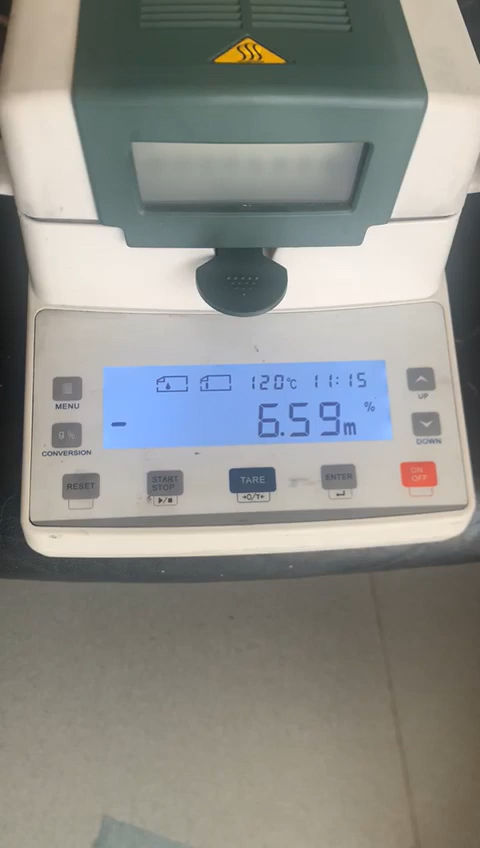 120°C 11:15
- 6.59m %
MENU
g %
CONVERSION
UP
DOWN
RESET
START
STOP
TARE
→0/T←
ENTER
ON
OFF